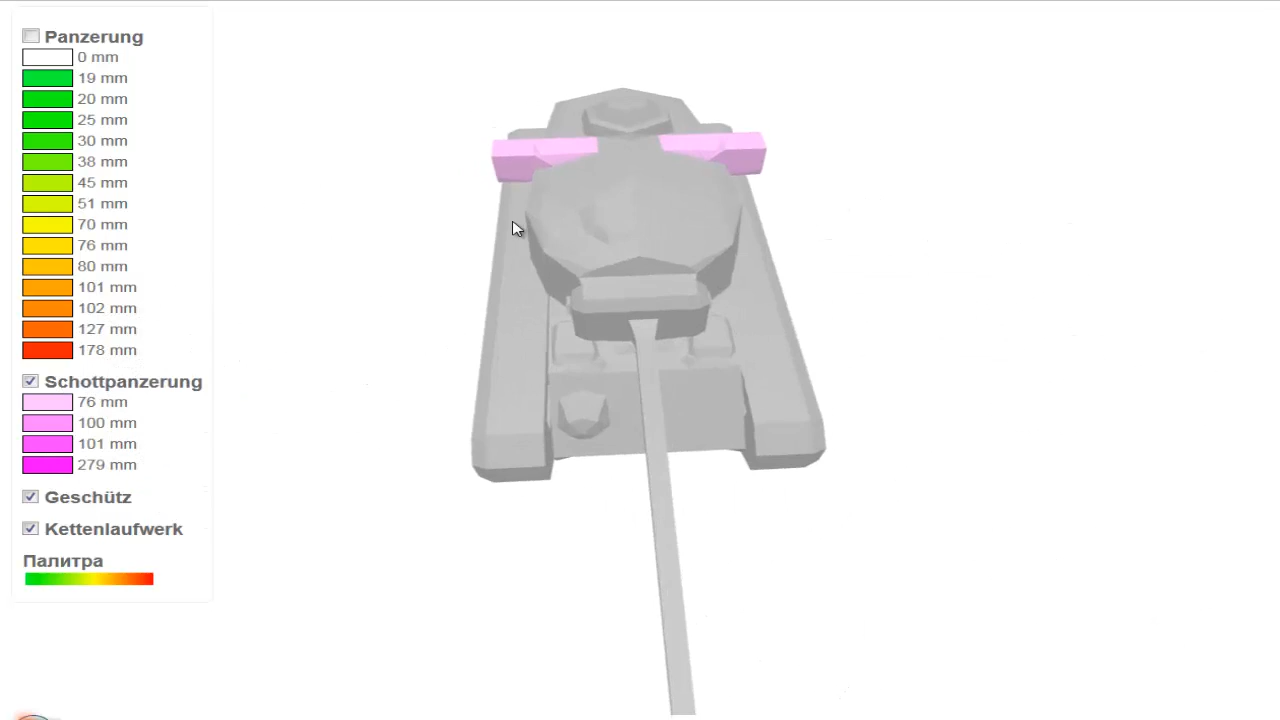 Panzerung
0 mm
19 mm
20 mm
25 mm
30 mm
38 mm
45 mm
51 mm
70 mm
76 mm
80 mm
101 mm
102 mm
127 mm
178 mm
Schottpanzerung
76 mm
100 mm
101 mm
279 mm
Geschütz
Kettenlaufwerk
Палитра